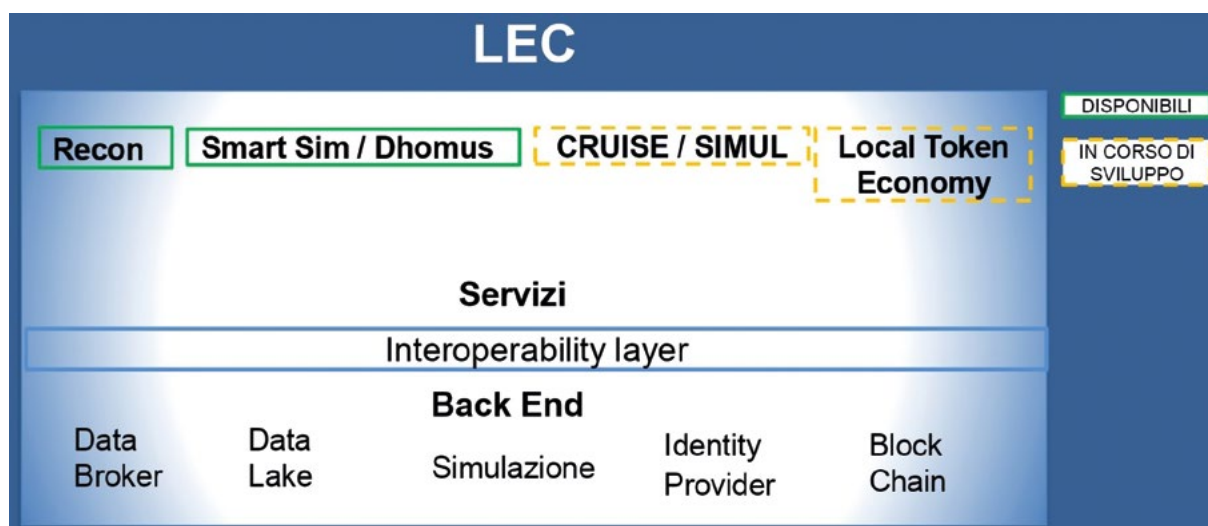 LEC
DISPONIBILI
IN CORSO DI
SVILUPPO
Recon
Smart Sim / Dhomus
CRUISE / SIMUL
Local Token
Economy
Servizi
Interoperability layer
Back End
Data
Broker
Data
Lake
Simulazione
Identity
Provider
Block
Chain